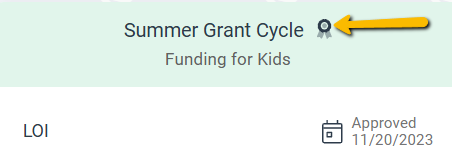 Summer Grant Cycle
Funding for Kids
LOI
Approved
11/20/2023